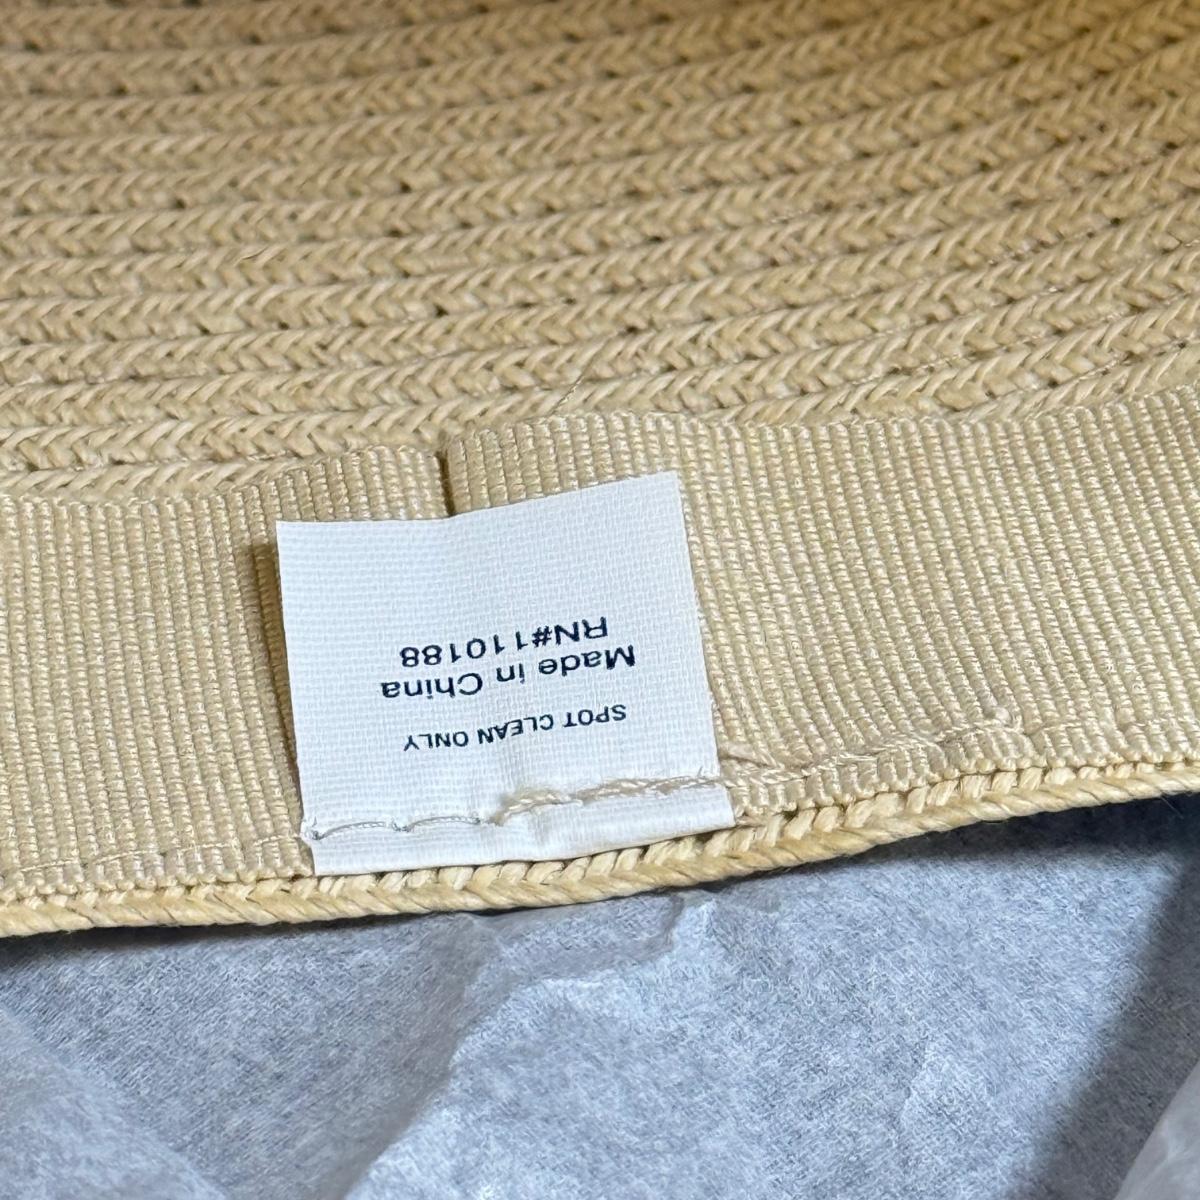 SPOT CLEAN ONLY
Made in China
RN#110188